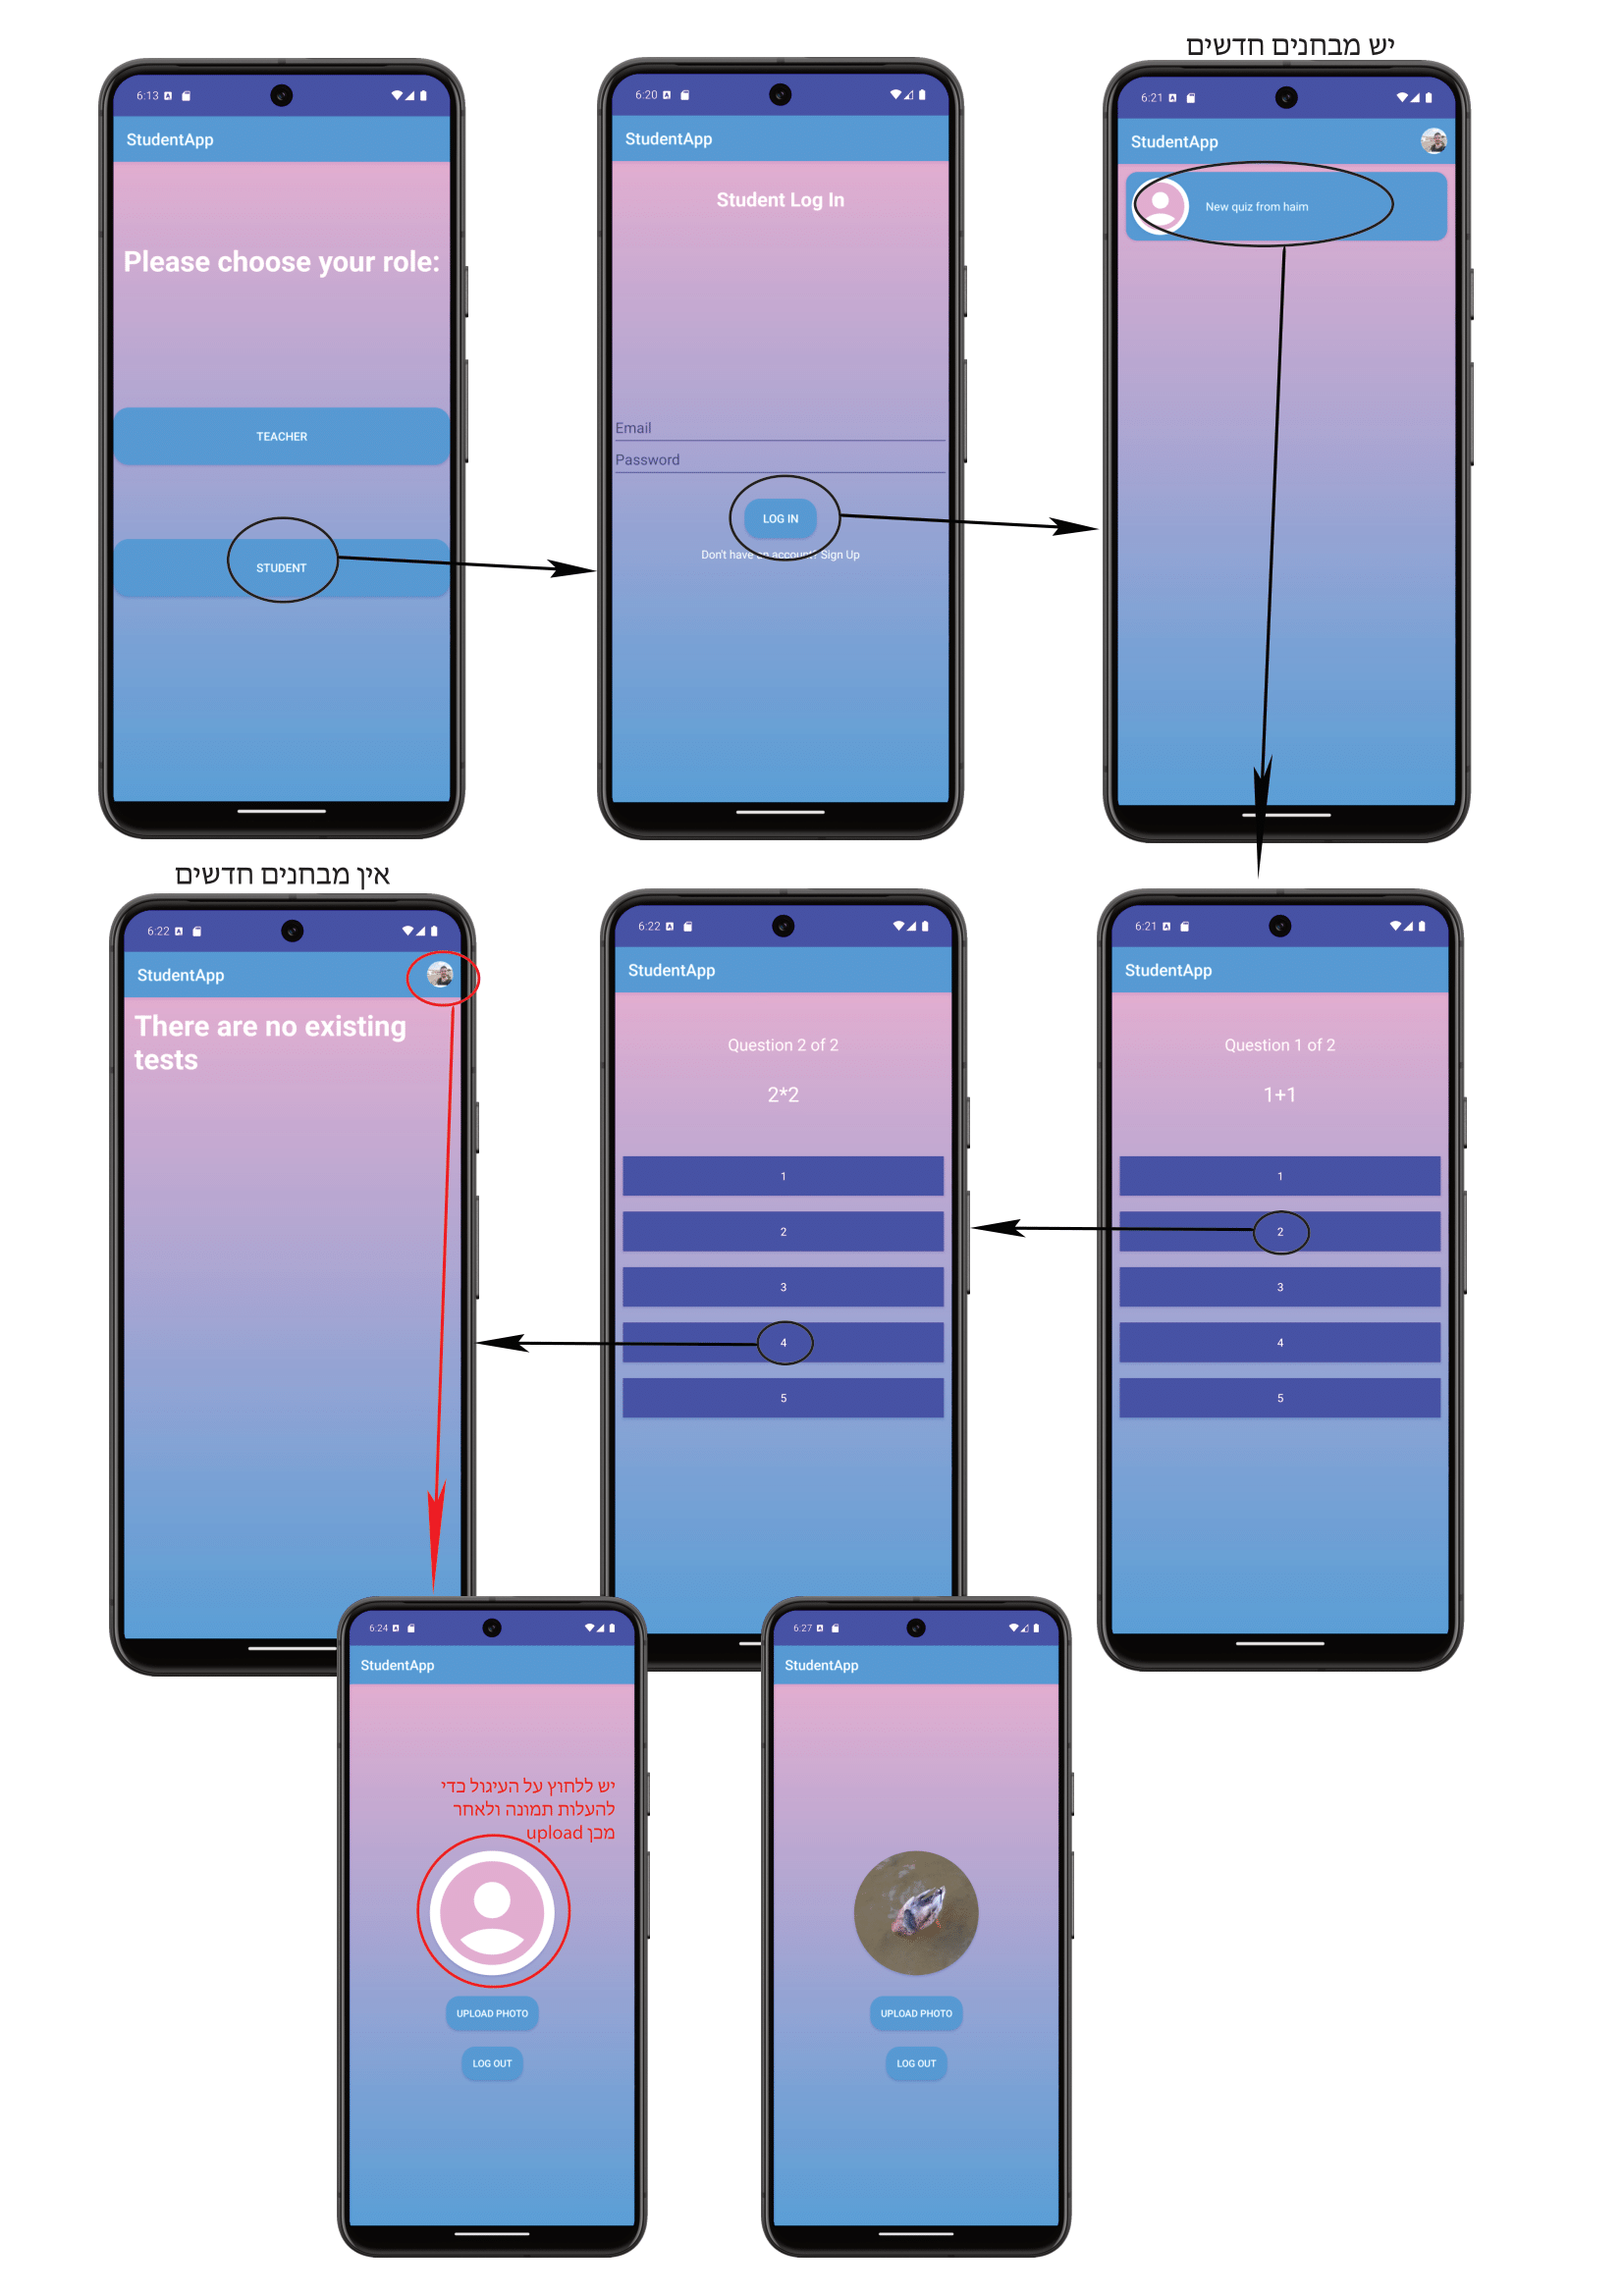 6:13
StudentApp
Please choose your role:
TEACHER
STUDENT
6:20
StudentApp
Student Log In
Email
Password
LOG IN
Don't have an account? Sign Up
יש מבחנים חדשים
6:21
StudentApp
New quiz from haim
6:21
StudentApp
Question 1 of 2
1+1
1
2
3
4
5
6:22
StudentApp
Question 2 of 2
2*2
1
2
3
4
5
אין מבחנים חדשים
6:22
StudentApp
There are no existing
tests
6:24
StudentApp
יש ללחוץ על העיגול כדי
להעלות תמונה ולאחר
מכן upload
UPLOAD PHOTO
LOG OUT
6:27
StudentApp
UPLOAD PHOTO
LOG OUT